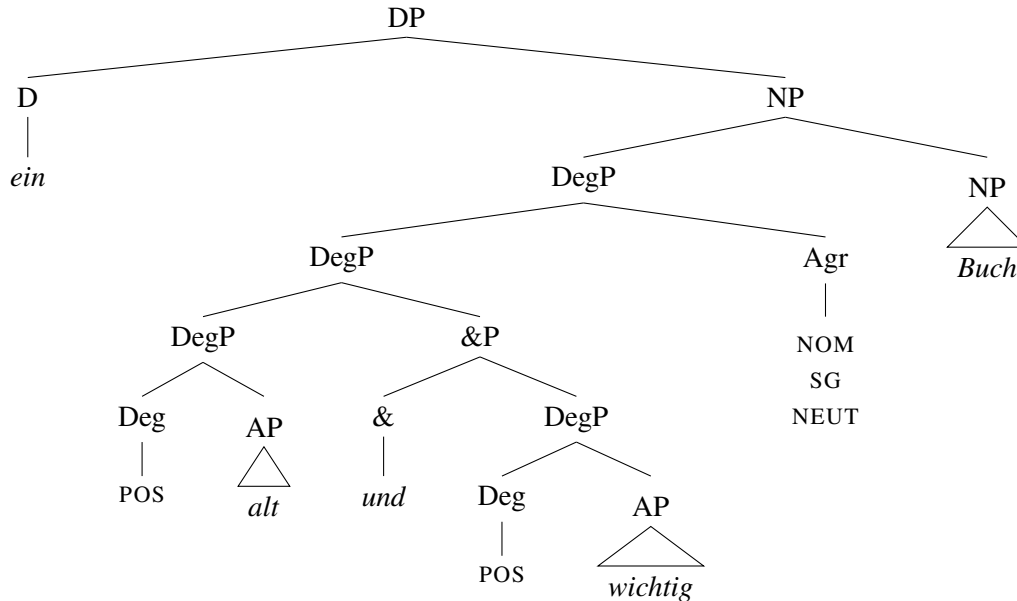 DP
D NP
ein DegP NP
DegP Agr Buch
DegP &P NOM
SG
Deg AP & DegP NEUT
POS alt und Deg AP
POS wichtig